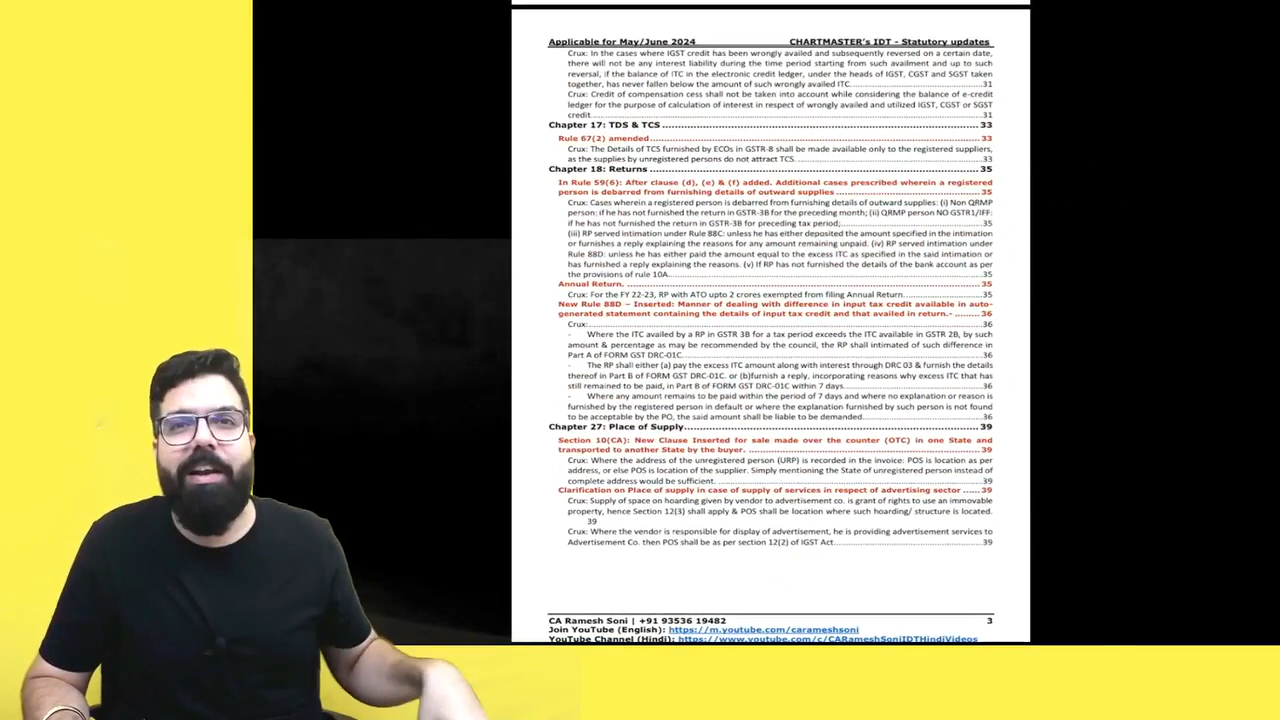 Applicable for May/June 2024 CHARTMASTER's IDT - Statutory updates
Crux: In the cases where IGST credit has been wrongly availed and subsequently reversed on a certain date,
there will not be any interest liability during the time period starting from such availment and up to such
reversal, if the balance of ITC in the electronic credit ledger, under the heads of IGST, CGST and SGST taken
together, has never fallen below the amount of such wrongly availed ITC. 31
Crux: Credit of compensation cess shall not be taken into account while considering the balance of e-credit
ledger for the purpose of calculation of interest in respect of wrongly availed and utilized IGST, CGST or SGST
credit. 31
Chapter 17: TDS & TCS 33
Rule 67(2) amended 33
Crux: The Details of TCS furnished by ECOs in GSTR-8 shall be made available only to the registered suppliers,
as the supplies by unregistered persons do not attract TCS. 33
Chapter 18: Returns 35
In Rule 59(6): After clause (d), (e) & (f) added. Additional cases prescribed wherein a registered
person is debarred from furnishing details of outward supplies 35
Crux: Cases wherein a registered person is debarred from furnishing details of outward supplies: (i) Non QRMP
person: if he has not furnished the return in GSTR-3B for the preceding month; (ii) QRMP person NO GSTR1/IFF:
if he has not furnished the return in GSTR-3B for preceding tax period; 35
(iii) RP served intimation under Rule 88C: unless he has either deposited the amount specified in the intimation
or furnishes a reply explaining the reasons for any amount remaining unpaid. (iv) RP served intimation under
Rule 88D: unless he has either paid the amount equal to the excess ITC as specified in the said intimation or
has furnished a reply explaining the reasons. (v) If RP has not furnished the details of the bank account as per
the provisions of rule 10A. 35
Annual Return. 35
Crux: For the FY 22-23, RP with ATO upto 2 crores exempted from filing Annual Return. 35
New Rule 88D – Inserted: Manner of dealing with difference in input tax credit available in auto-
generated statement containing the details of input tax credit and that availed in return.- 36
Crux: 36
- Where the ITC availed by a RP in GSTR 3B for a tax period exceeds the ITC available in GSTR 2B, by such
amount & percentage as may be recommended by the council, the RP shall intimated of such difference in
Part A of FORM GST DRC-01C. 36
- The RP shall either (a) pay the excess ITC amount along with interest through DRC 03 & furnish the details
thereof in Part B of FORM GST DRC-01C. or (b)furnish a reply, incorporating reasons why excess ITC that has
still remained to be paid, in Part B of FORM GST DRC-01C within 7 days. 36
- Where any amount remains to be paid within the period of 7 days and where no explanation or reason is
furnished by the registered person in default or where the explanation furnished by such person is not found
to be acceptable by the PO, the said amount shall be liable to be demanded. 36
Chapter 27: Place of Supply 39
Section 10(CA): New Clause Inserted for sale made over the counter (OTC) in one State and
transported to another State by the buyer. 39
Crux: Where the address of the unregistered person (URP) is recorded in the invoice: POS is location as per
address, or else POS is location of the supplier. Simply mentioning the State of unregistered person instead of
complete address would be sufficient. 39
Clarification on Place of supply in case of supply of services in respect of advertising sector 39
Crux: Supply of space on hoarding given by vendor to advertisement co. is grant of rights to use an immovable
property, hence Section 12(3) shall apply & POS shall be location where such hoarding/ structure is located.
39
Crux: Where the vendor is responsible for display of advertisement, he is providing advertisement services to
Advertisement Co. then POS shall be as per section 12(2) of IGST Act. 39
CA Ramesh Soni | +91 93536 19482 3
Join YouTube (English): https://m.youtube.com/carameshsoni
YouTube Channel (Hindi): https://www.youtube.com/c/CARameshSoniIDTHindiVideos